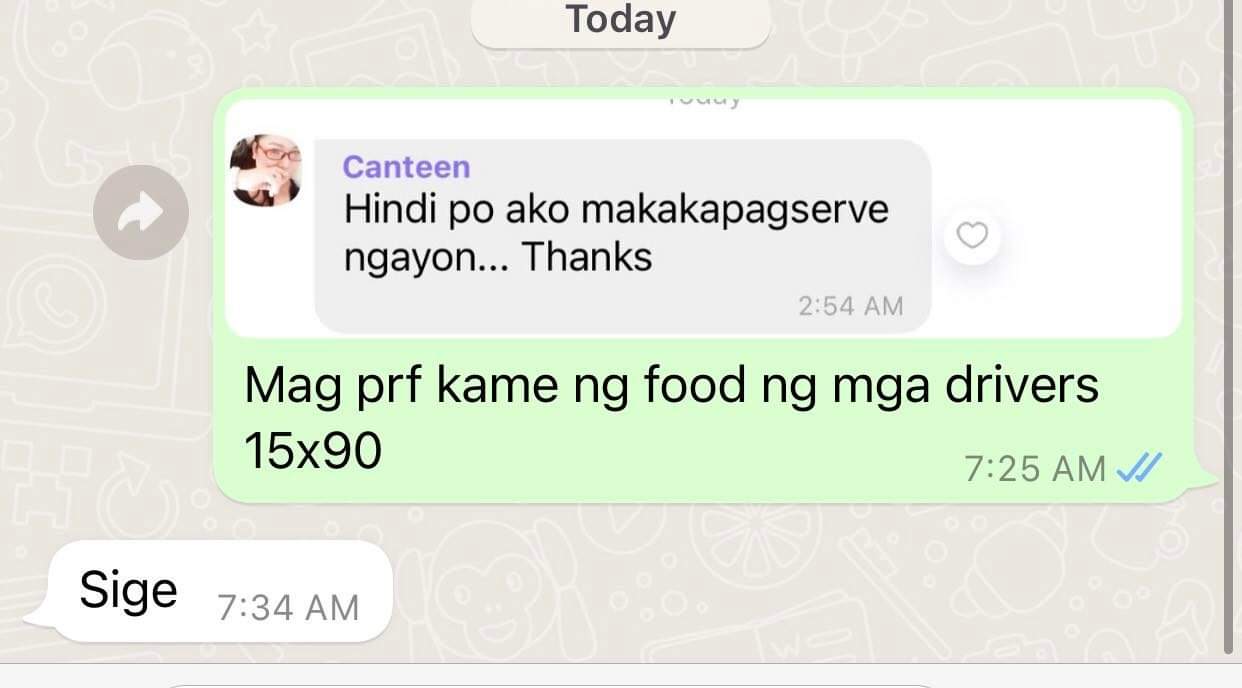 Today
Today
Canteen
Hindi po ako makakapagserve
ngayon... Thanks
2:54 AM
Mag prf kame ng food ng mga drivers
15x90
7:25 AM
Sige
7:34 AM